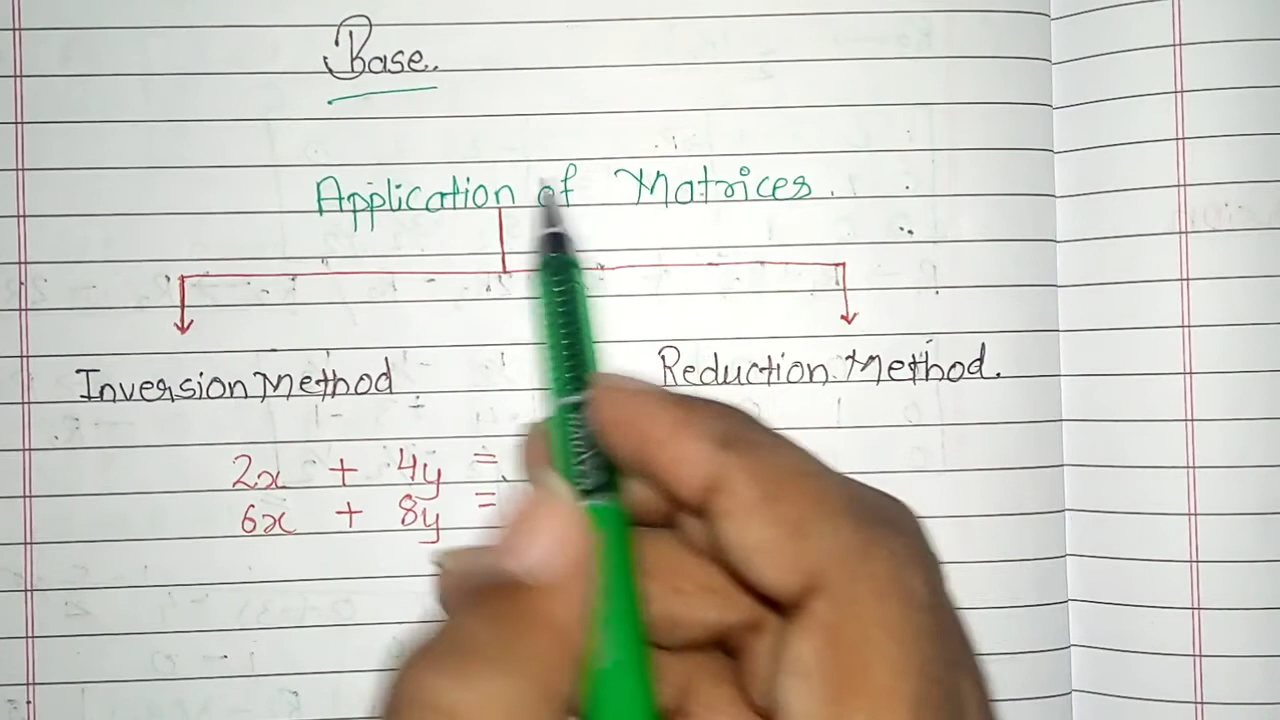 Base.
Application of Matrices.
Inversion Method
Reduction Method.
2x + 4y =
6x + 8y =